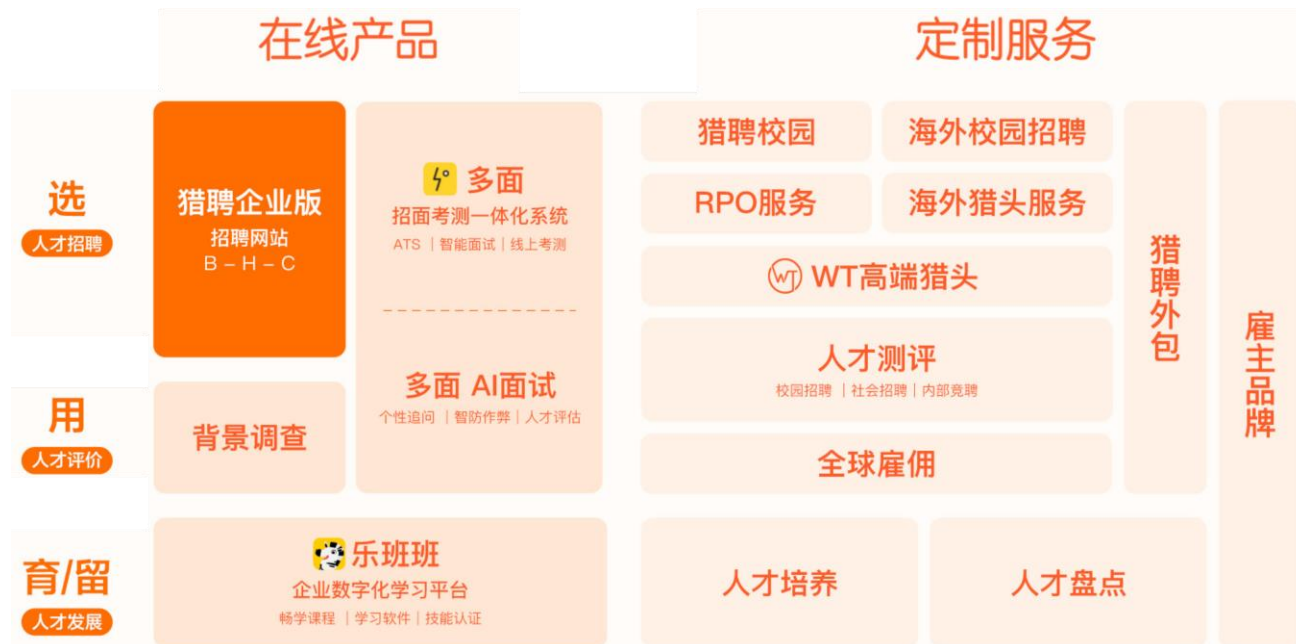 在线产品
定制服务
选
人才招聘
猎聘企业版
招聘网站
B – H – C
多面
招面考测一体化系统
ATS ｜智能面试｜线上考测
多面 AI面试
个性追问 ｜智防作弊｜人才评估
猎聘校园
海外校园招聘
RPO服务
海外猎头服务
WT WT高端猎头
人才测评
校园招聘 ｜社会招聘｜内部竞聘
全球雇佣
猎聘外包
雇主品牌
用
人才评价
背景调查
育/留
人才发展
乐班班
企业数字化学习平台
畅学课程 ｜学习软件｜技能认证
人才培养
人才盘点